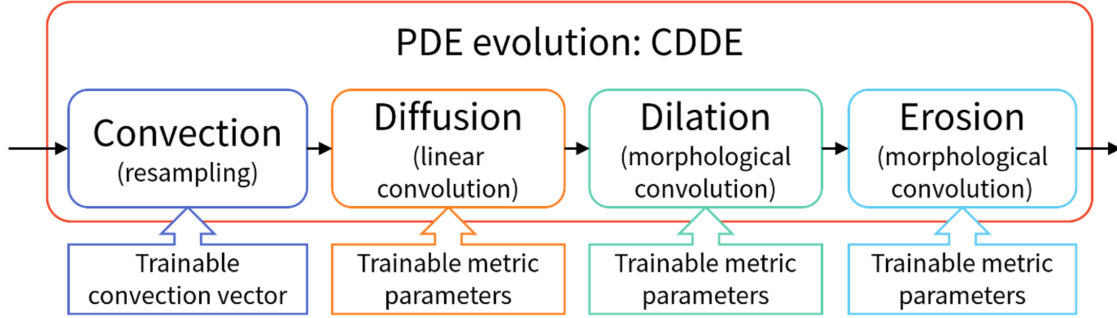 PDE evolution: CDDE
Convection
(resampling)
Diffusion
(linear
convolution)
Dilation
(morphological
convolution)
Erosion
(morphological
convolution)
Trainable
convection vector
Trainable metric
parameters
Trainable metric
parameters
Trainable metric
parameters